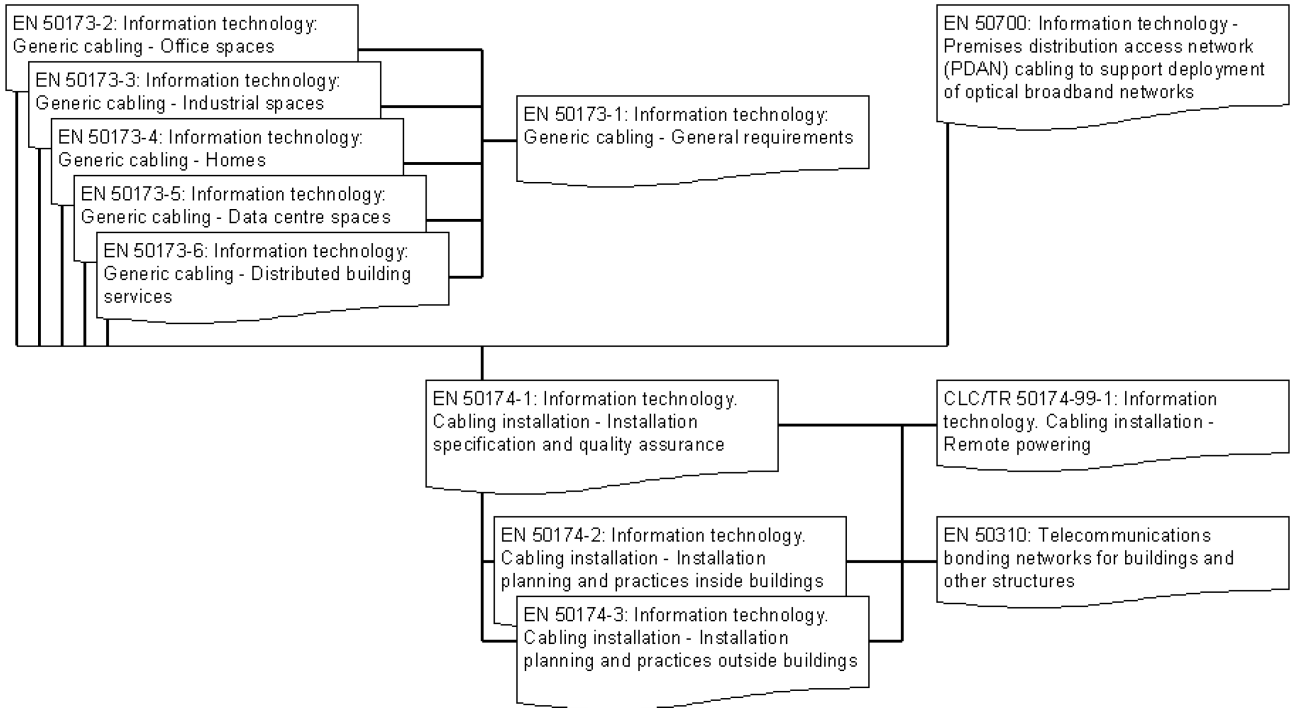 EN 50173-2: Information technology:
Generic cabling - Office spaces
EN 50173-3: Information technology:
Generic cabling - Industrial spaces
EN 50173-4: Information technology:
Generic cabling - Homes
EN 50173-5: Information technology:
Generic cabling - Data centre spaces
EN 50173-6: Information technology:
Generic cabling - Distributed building
services
EN 50173-1: Information technology:
Generic cabling - General requirements
EN 50700: Information technology -
Premises distribution access network
(PDAN) cabling to support deployment
of optical broadband networks
EN 50174-1: Information technology.
Cabling installation - Installation
specification and quality assurance
CLC/TR 50174-99-1: Information
technology. Cabling installation -
Remote powering
EN 50174-2: Information technology.
Cabling installation - Installation
planning and practices inside buildings
EN 50310: Telecommunications
bonding networks for buildings and
other structures
EN 50174-3: Information technology.
Cabling installation - Installation
planning and practices outside buildings